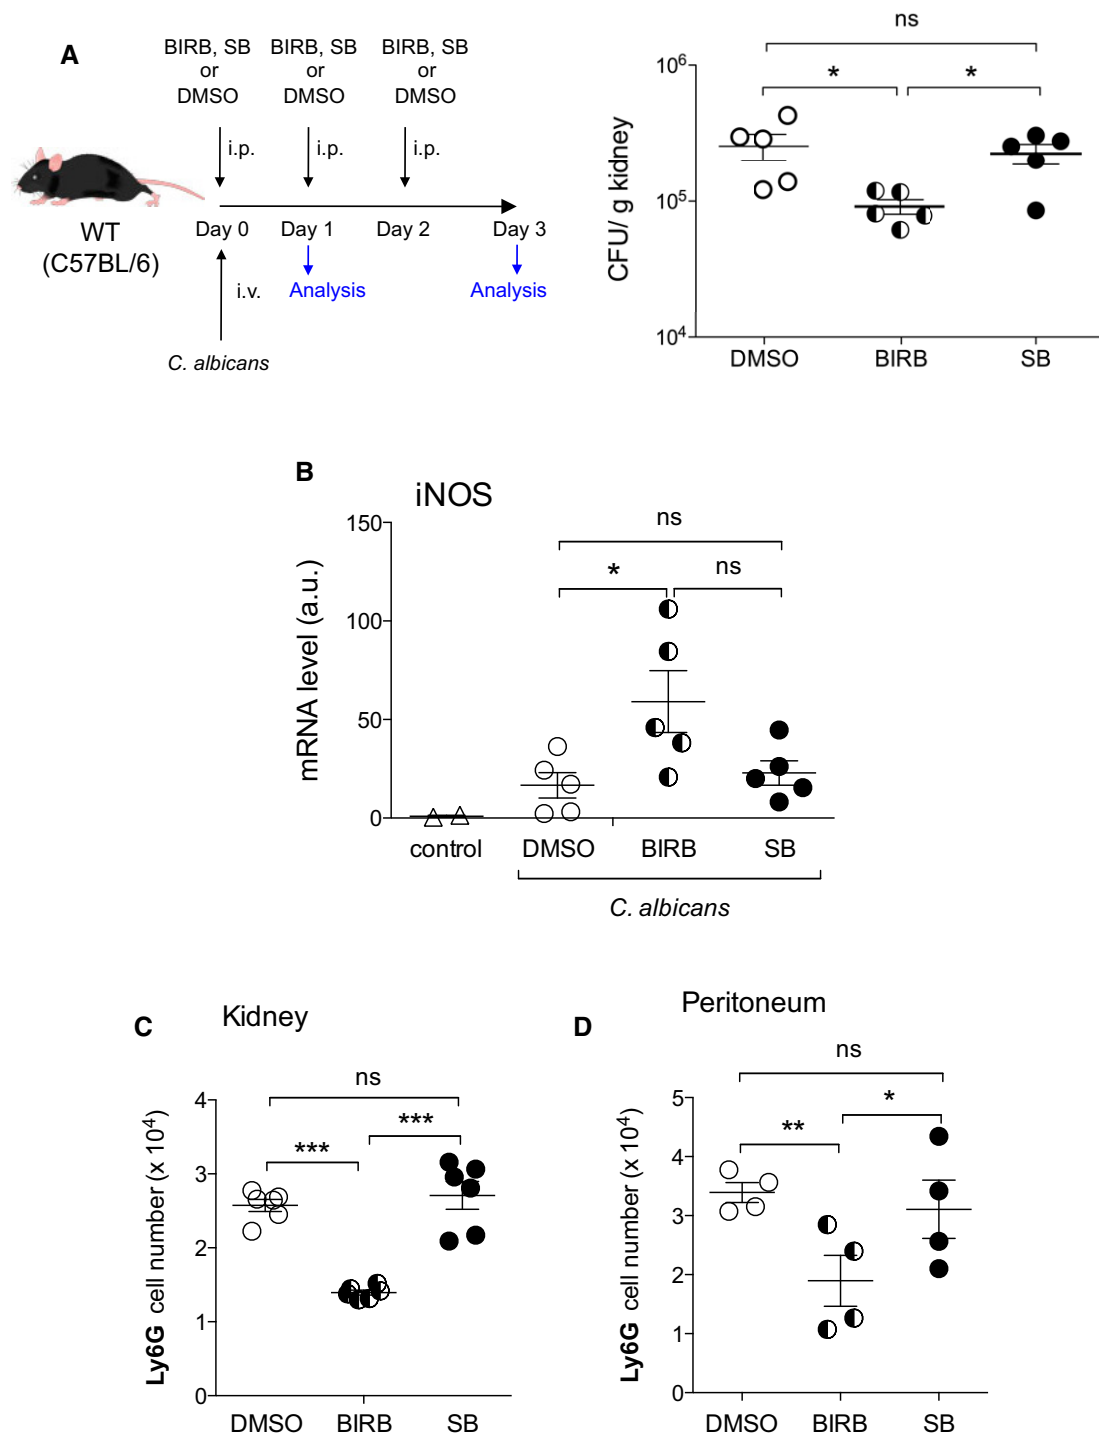 A
BIRB, SB BIRB, SB BIRB, SB
or or or
DMSO DMSO DMSO
i.p. i.p. i.p.
WT
(C57BL/6)
Day 0 Day 1 Day 2 Day 3
i.v. Analysis Analysis
C. albicans
ns
* *
10⁶
10⁵
10⁴
CFU/ g kidney
DMSO BIRB SB
B
iNOS
ns
* ns
150
100
50
0
mRNA level (a.u.)
control DMSO BIRB SB
C. albicans
C
Kidney
ns
*** ***
4
3
2
1
0
Ly6G cell number (x 10⁴)
DMSO BIRB SB
D
Peritoneum
ns
** *
5
4
3
2
1
0
Ly6G cell number (x 10⁴)
DMSO BIRB SB